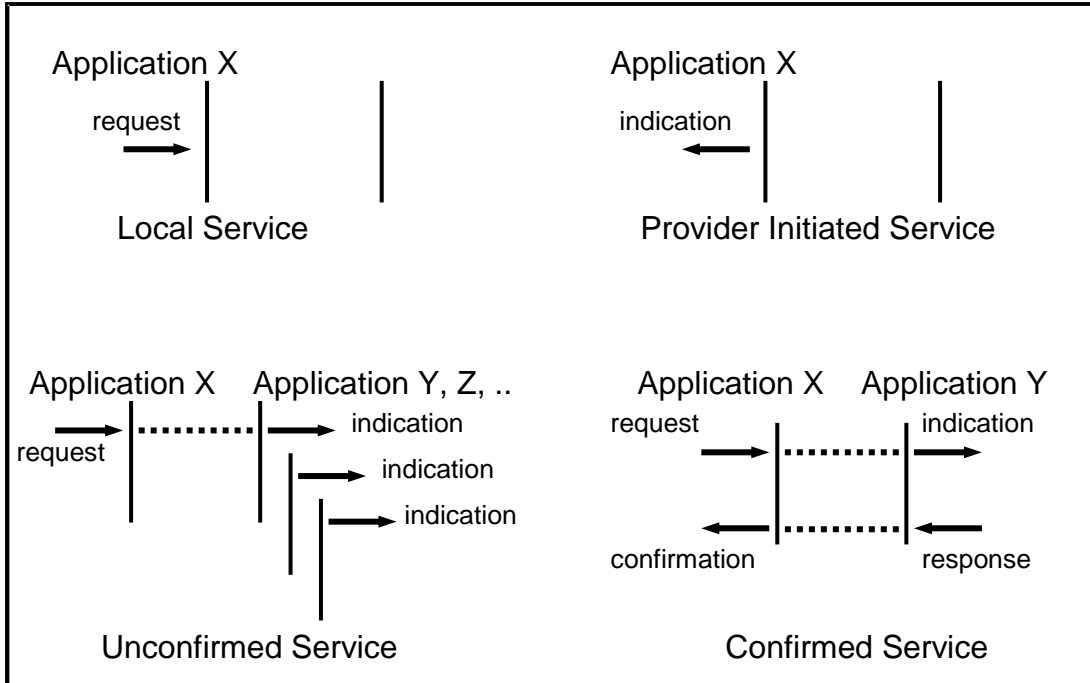 Application X
request
Local Service
Application X
indication
Provider Initiated Service
Application X
Application Y, Z, ..
request
indication
indication
indication
Unconfirmed Service
Application X
Application Y
request
indication
confirmation
response
Confirmed Service